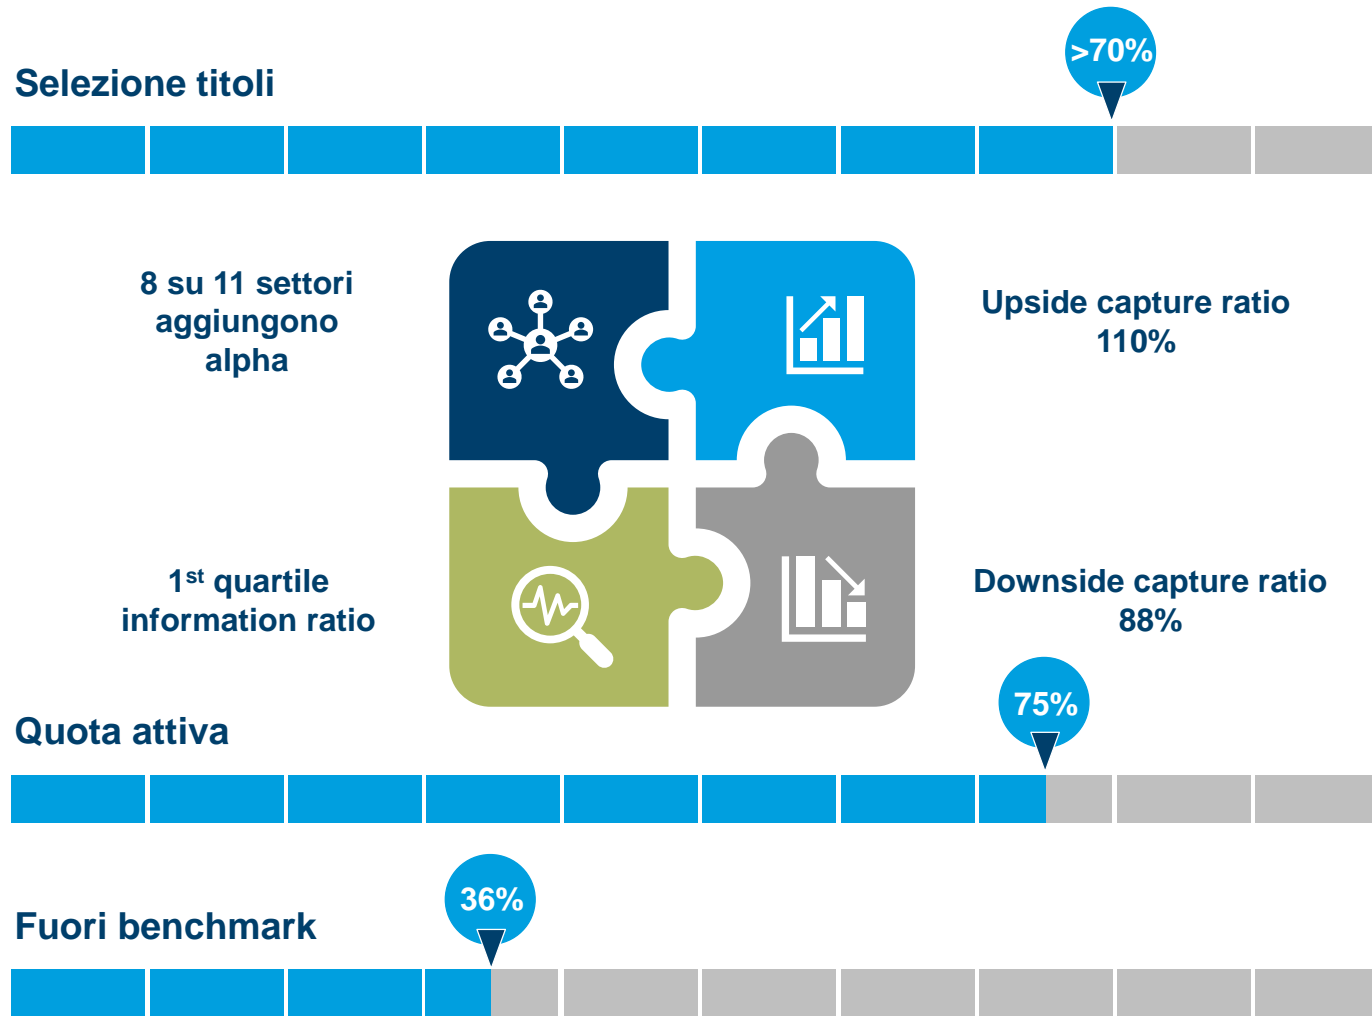 >70%
Selezione titoli
8 su 11 settori
aggiungono
alpha
Upside capture ratio
110%
1st quartile
information ratio
Downside capture ratio
88%
75%
Quota attiva
36%
Fuori benchmark